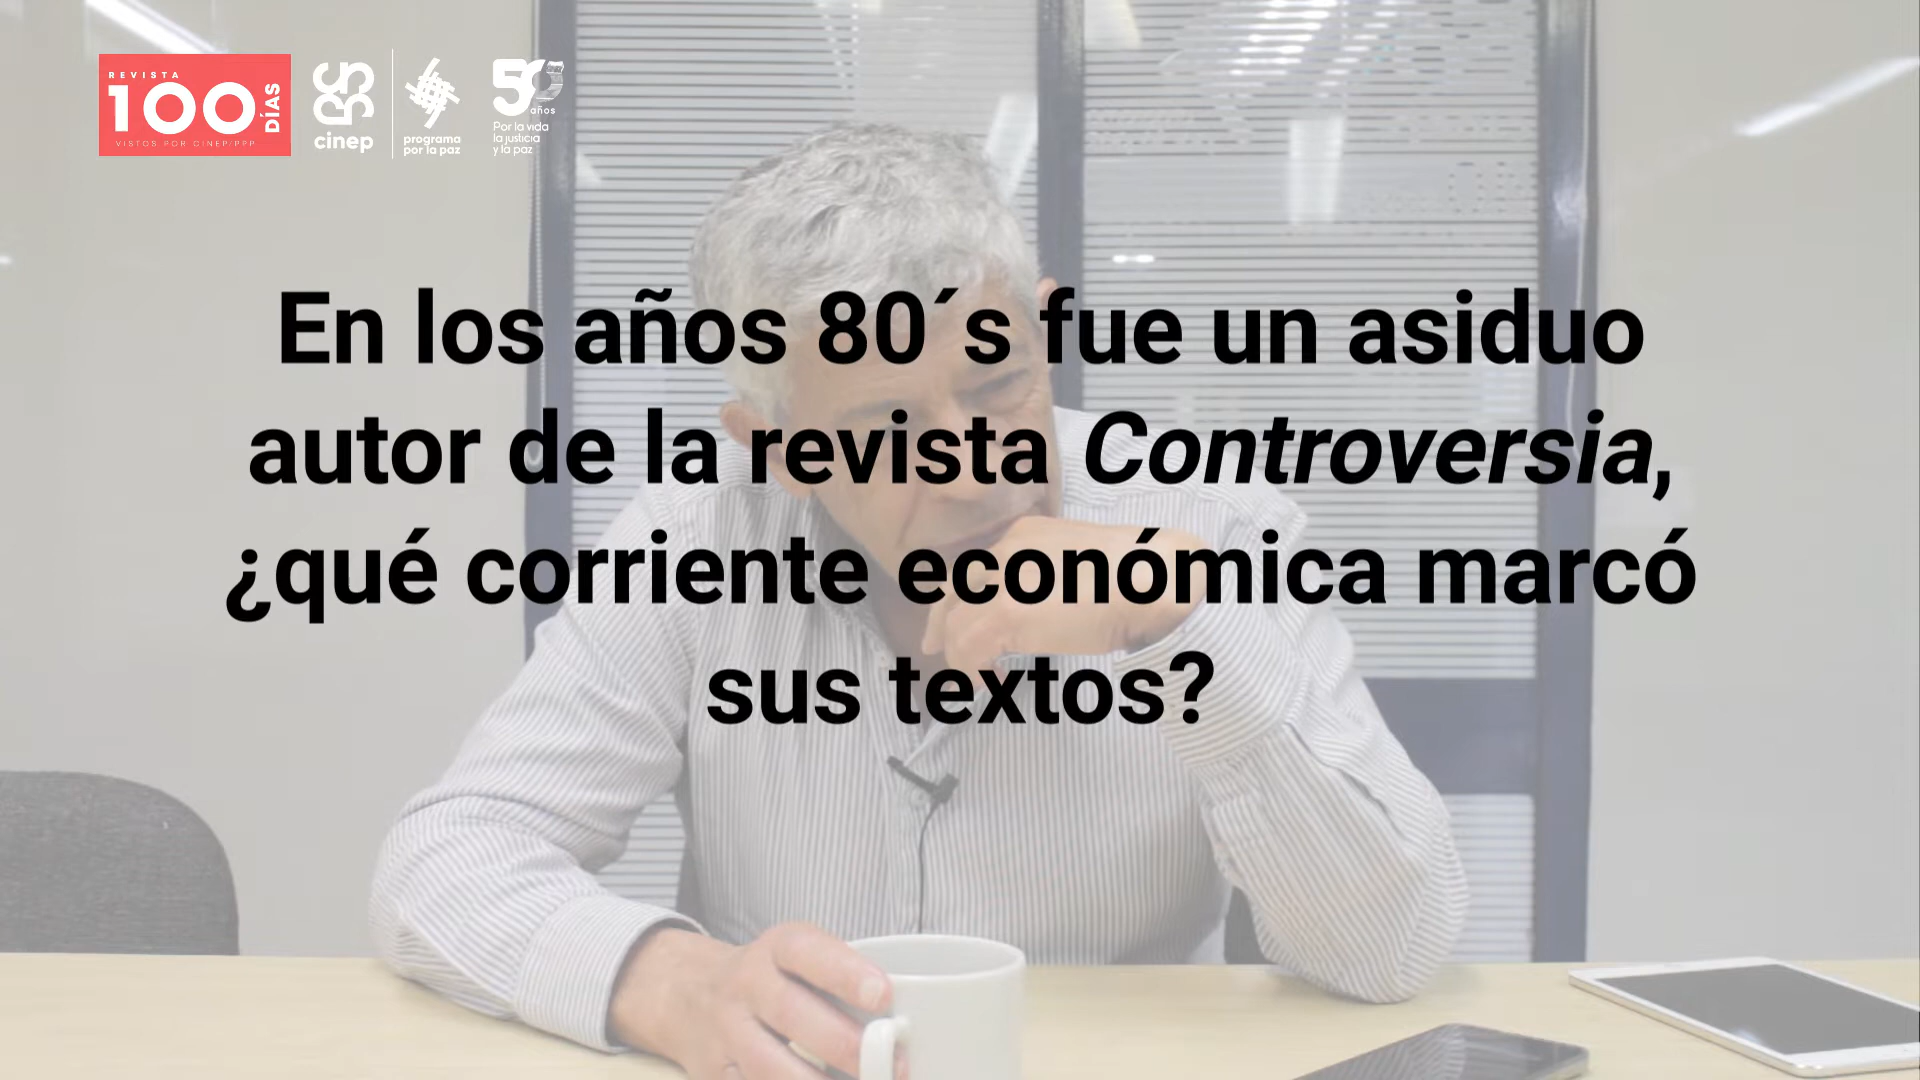 REVISTA
100
DÍAS
VISTOS POR CINEP/PPP
cinep
programa
por la paz
50
años
Por la vida
la justicia
y la paz
En los años 80´s fue un asiduo
autor de la revista Controversia,
¿qué corriente económica marcó
sus textos?